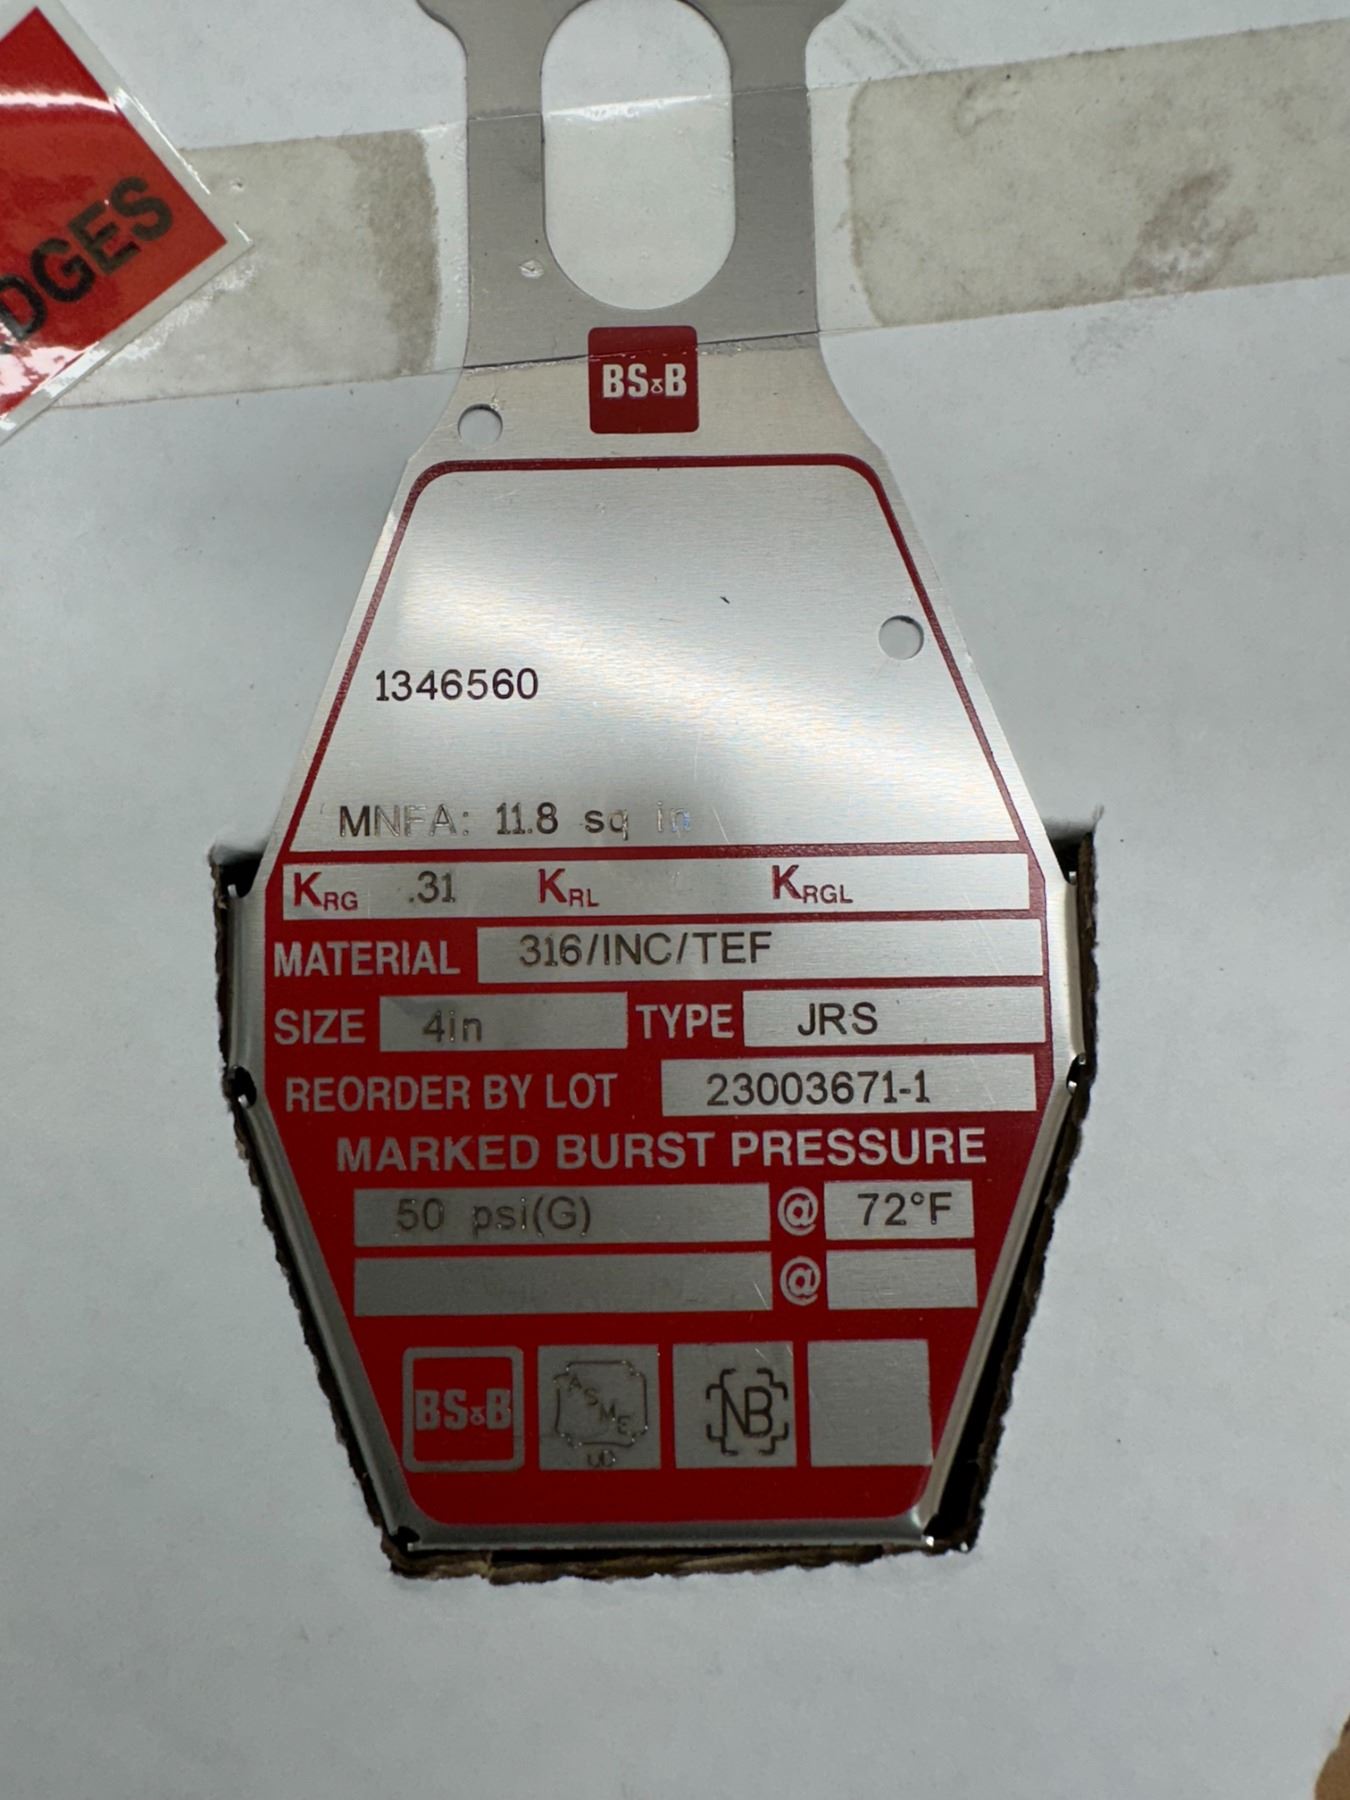 DGES
BS&B
1346560
MNFA: 11.8 sq in
KRG .31 KRL KRGL
MATERIAL 316/INC/TEF
SIZE 4in TYPE JRS
REORDER BY LOT 23003671-1
MARKED BURST PRESSURE
50 psi(G) @ 72°F
@
BS&B ASME NB
UD